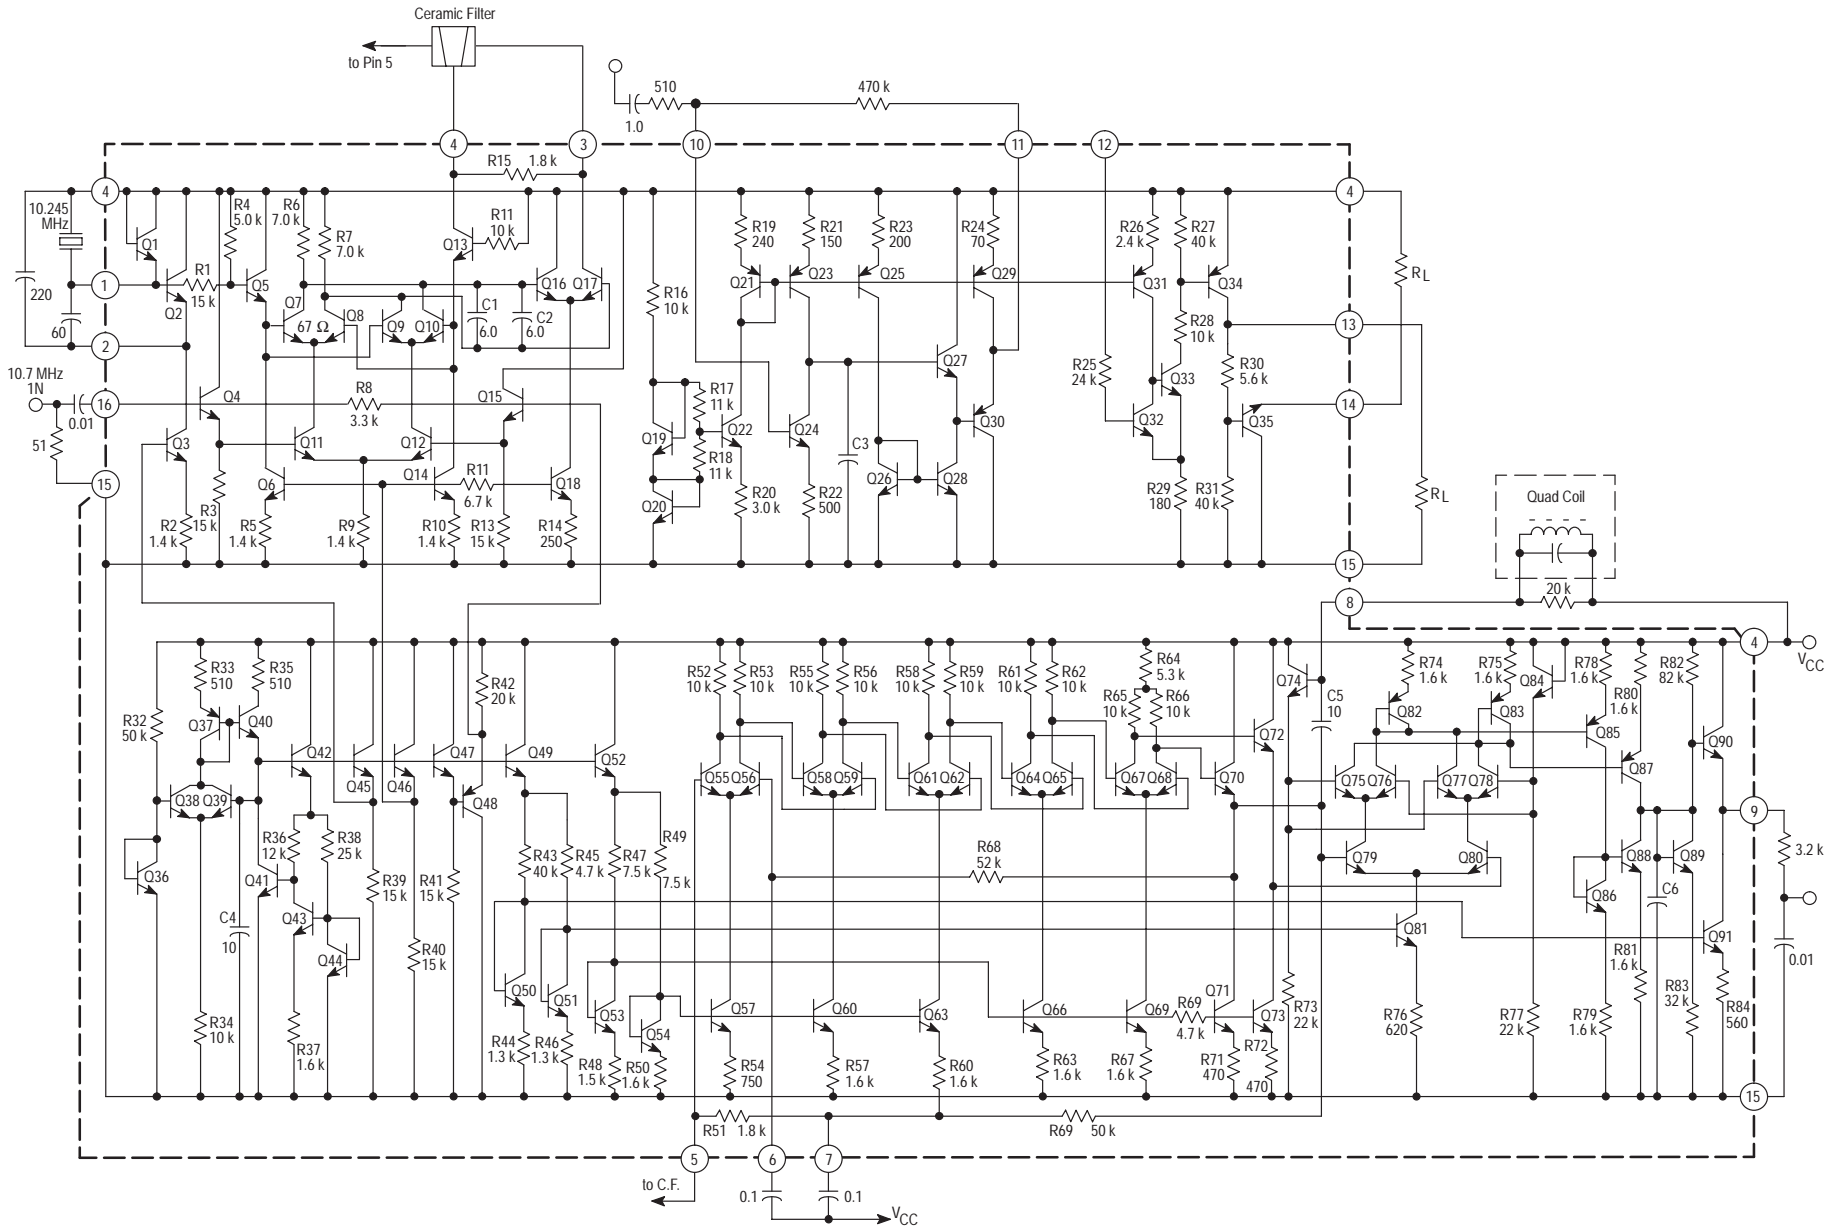 Ceramic Filter
to Pin 5
510
470 k
1.0
4
3
10
11
12
R15 1.8 k
4
4
10.245
MHz
Q1
R4
5.0 k
R6
7.0 k
R7
7.0 k
R11
10 k
Q13
R19
240
R21
150
R23
200
R24
70
R26
2.4 k
R27
40 k
1
R1
15 k
Q2
Q5
Q7
67 Ω
Q8
Q9
Q10
C1
6.0
C2
6.0
Q16
Q17
R16
10 k
Q21
Q23
Q25
Q29
Q31
Q34
RL
220
60
2
13
R28
10 k
10.7 MHz
1N
0.01
16
51
15
Q4
R8
3.3 k
Q15
R17
11 k
Q27
R25
24 k
Q33
R30
5.6 k
14
Q3
Q11
Q12
Q19
R18
11 k
Q22
Q24
C3
Q30
Q32
Q35
Q6
Q14
R11
6.7 k
Q18
Q20
R20
3.0 k
R22
500
Q26
Q28
R29
180
R31
40 k
RL
Quad Coil
R2
1.4 k
R3
15 k
R5
1.4 k
R9
1.4 k
R10
1.4 k
R13
15 k
R14
250
15
8
20 k
4
VCC
R32
50 k
R33
510
R35
510
Q37
Q40
R42
20 k
R52
10 k
R53
10 k
R55
10 k
R56
10 k
R58
10 k
R59
10 k
R61
10 k
R62
10 k
R64
5.3 k
R65
10 k
R66
10 k
Q74
C5
10
R74
1.6 k
R75
1.6 k
Q84
R78
1.6 k
R80
1.6 k
R82
82 k
Q82
Q83
Q85
Q42
Q45
Q46
Q47
Q49
Q52
Q72
Q90
Q38
Q39
Q48
Q55
Q56
Q58
Q59
Q61
Q62
Q64
Q65
Q67
Q68
Q70
Q75
Q76
Q77
Q78
Q87
9
R36
12 k
R38
25 k
R43
40 k
R45
4.7 k
R47
7.5 k
R49
7.5 k
R68
52 k
Q79
Q80
Q88
Q89
3.2 k
Q36
Q41
Q43
R39
15 k
R41
15 k
Q86
C6
C4
10
Q44
R40
15 k
Q81
Q91
0.01
Q50
Q51
Q53
Q54
Q57
Q60
Q63
Q66
Q69
R69
4.7 k
Q71
Q73
R73
22 k
R81
1.6 k
R83
32 k
R84
560
R34
10 k
R37
1.6 k
R44
1.3 k
R46
1.3 k
R48
1.5 k
R50
1.6 k
R54
750
R57
1.6 k
R60
1.6 k
R63
1.6 k
R67
1.6 k
R71
470
R72
470
R76
620
R77
22 k
R79
1.6 k
15
R51 1.8 k
R69 50 k
5
6
7
to C.F.
0.1
0.1
VCC